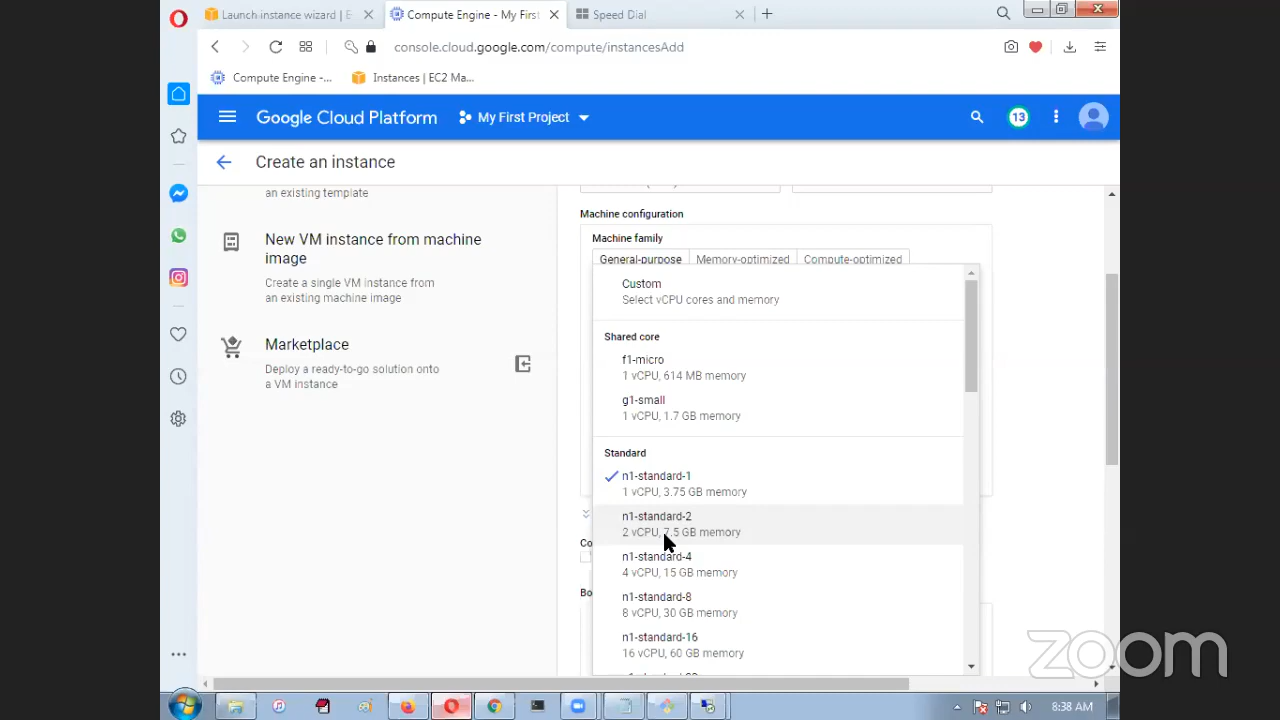 Launch instance wizard | E
Compute Engine - My First
Speed Dial
console.cloud.google.com/compute/instancesAdd
Compute Engine -...
Instances | EC2 Ma...
Google Cloud Platform
My First Project
13
Create an instance
an existing template
New VM instance from machine
image
Create a single VM instance from
an existing machine image
Marketplace
Deploy a ready-to-go solution onto
a VM instance
Machine configuration
Machine family
General-purpose
Memory-optimized
Compute-optimized
Custom
Select vCPU cores and memory
Shared core
f1-micro
1 vCPU, 614 MB memory
g1-small
1 vCPU, 1.7 GB memory
Standard
n1-standard-1
1 vCPU, 3.75 GB memory
n1-standard-2
2 vCPU, 7.5 GB memory
n1-standard-4
4 vCPU, 15 GB memory
n1-standard-8
8 vCPU, 30 GB memory
n1-standard-16
16 vCPU, 60 GB memory
Co
Bo
zoom
8:38 AM